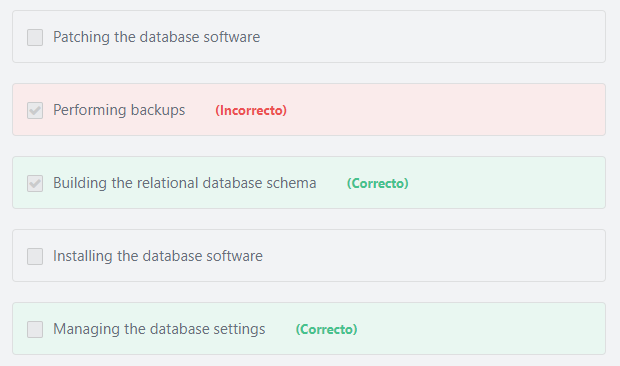 Patching the database software
Performing backups (Incorrecto)
Building the relational database schema (Correcto)
Installing the database software
Managing the database settings (Correcto)